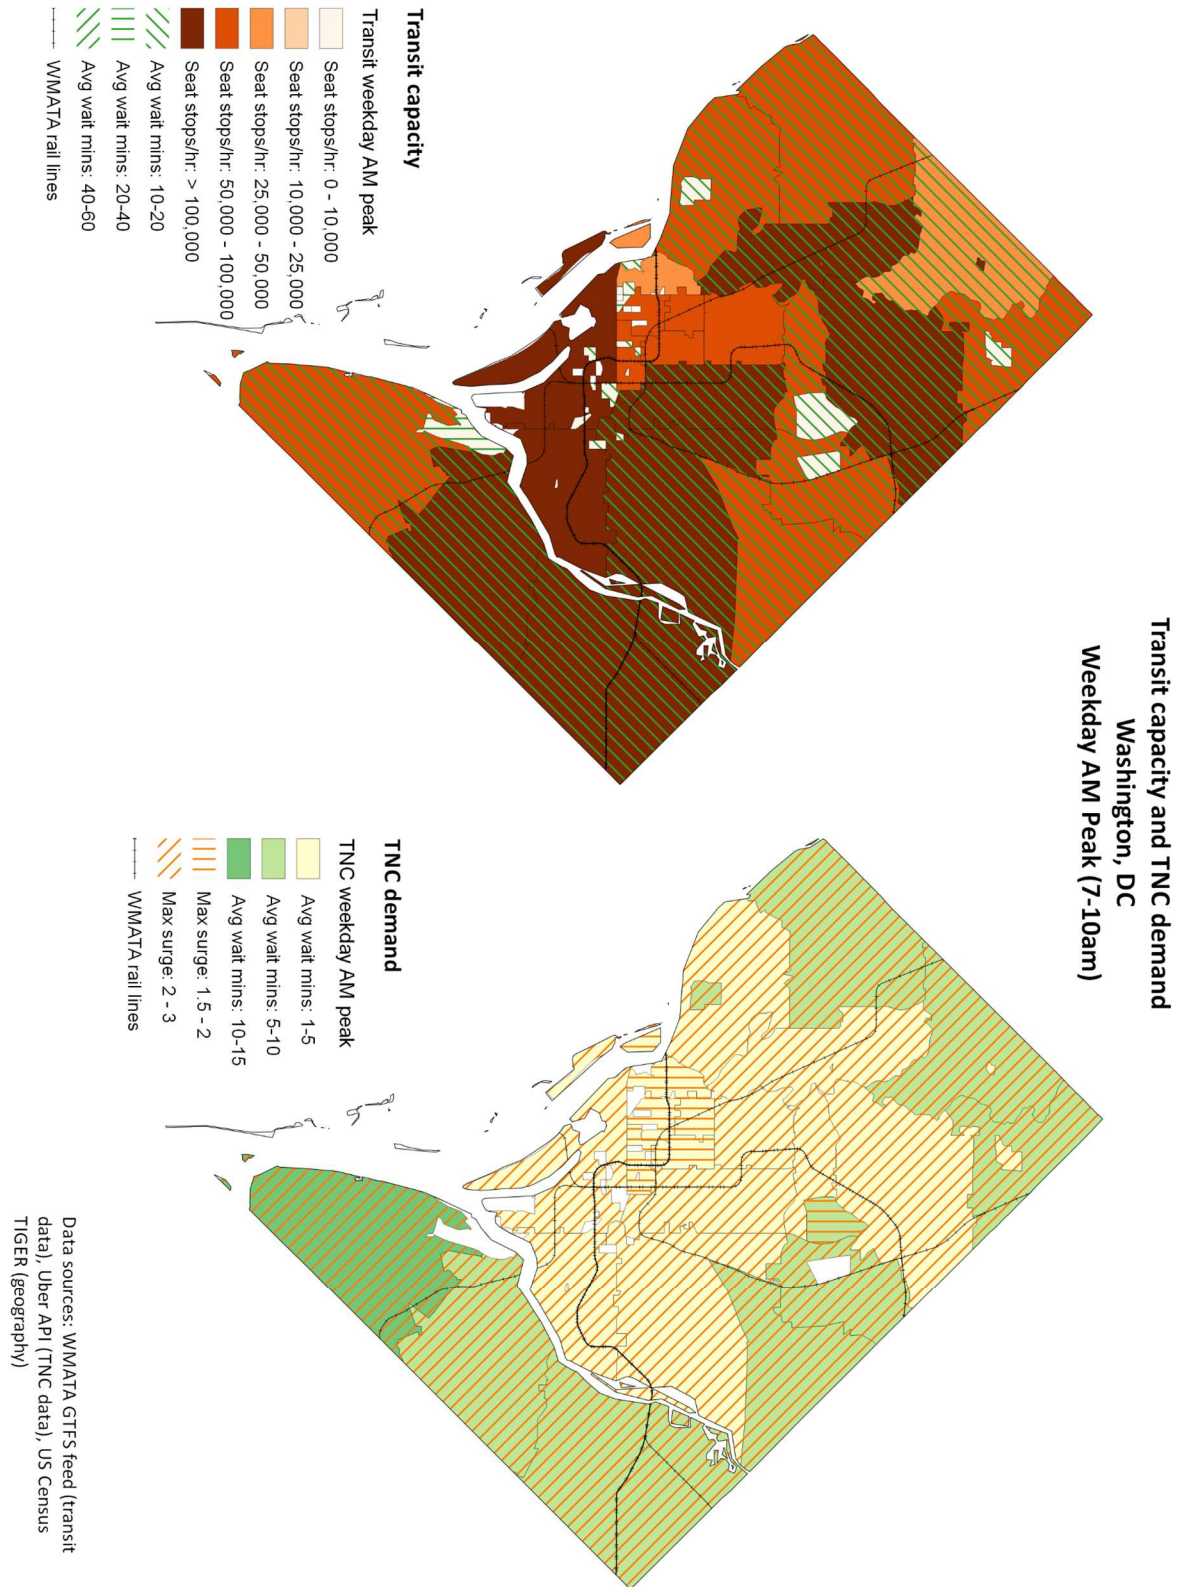 Transit capacity and TNC demand
Washington, DC
Weekday AM Peak (7-10am)
Transit capacity
Transit weekday AM peak
Seat stops/hr: 0 - 10,000
Seat stops/hr: 10,000 - 25,000
Seat stops/hr: 25,000 - 50,000
Seat stops/hr: 50,000 - 100,000
Seat stops/hr: > 100,000
Avg wait mins: 10-20
Avg wait mins: 20-40
Avg wait mins: 40-60
WMATA rail lines
TNC demand
TNC weekday AM peak
Avg wait mins: 1-5
Avg wait mins: 5-10
Avg wait mins: 10-15
Max surge: 1.5 - 2
Max surge: 2 - 3
WMATA rail lines
Data sources: WMATA GTFS feed (transit
data), Uber API (TNC data), US Census
TIGER (geography)